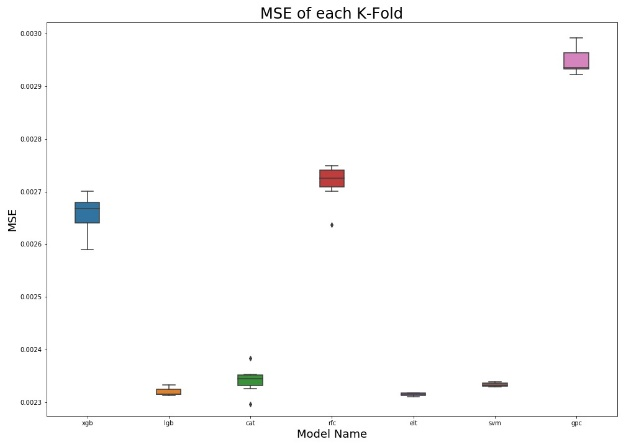 MSE of each K-Fold
0.0030
0.0029
0.0028
0.0027
0.0026
0.0025
0.0024
0.0023
MSE
xgb lgb cat rfc elt svm gpc
Model Name